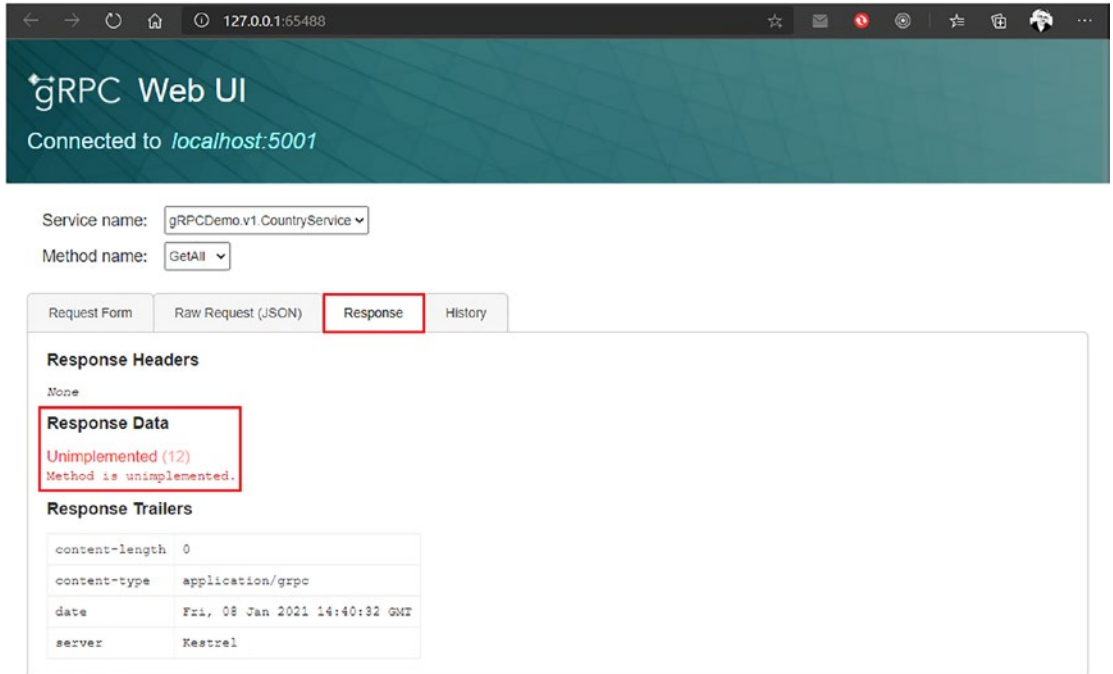 127.0.0.1:65488
gRPC Web UI
Connected to localhost:5001
Service name: gRPCDemo.v1.CountryService
Method name: GetAll
Request Form Raw Request (JSON) Response History
Response Headers
None
Response Data
Unimplemented (12)
Method is unimplemented.
Response Trailers
content-length 0
content-type application/grpc
date Fri, 08 Jan 2021 14:40:32 GMT
server Kestrel